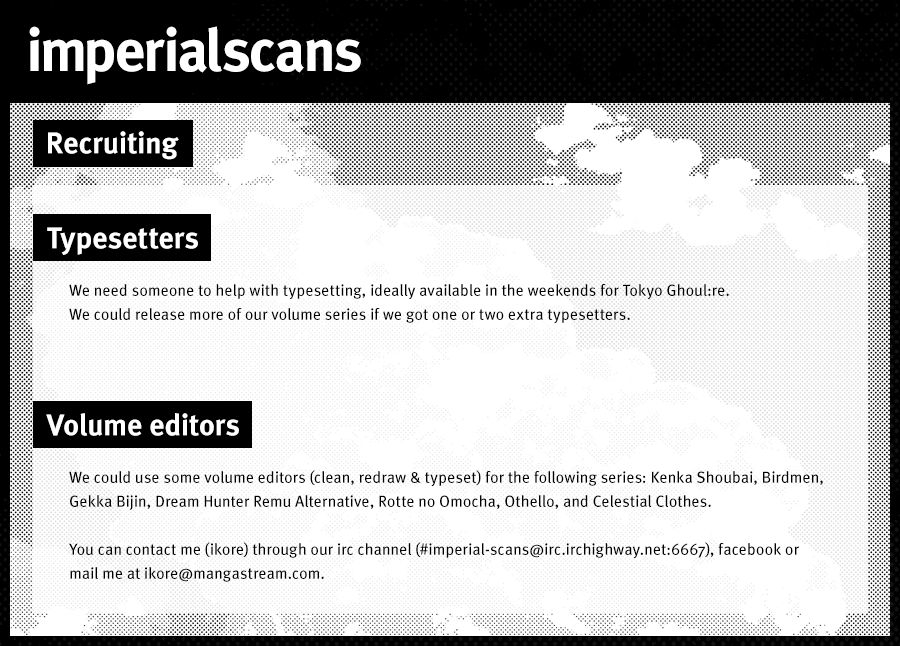 imperialscans
Recruiting
Typesetters
We need someone to help with typesetting, ideally available in the weekends for Tokyo Ghoul:re.
We could release more of our volume series if we got one or two extra typesetters.
Volume editors
We could use some volume editors (clean, redraw & typeset) for the following series: Kenka Shoubai, Birdmen,
Gekka Bijin, Dream Hunter Remu Alternative, Rotte no Omocha, Othello, and Celestial Clothes.
You can contact me (ikore) through our irc channel (#imperial-scans@irc.irchighway.net:6667), facebook or
mail me at ikore@mangastream.com.